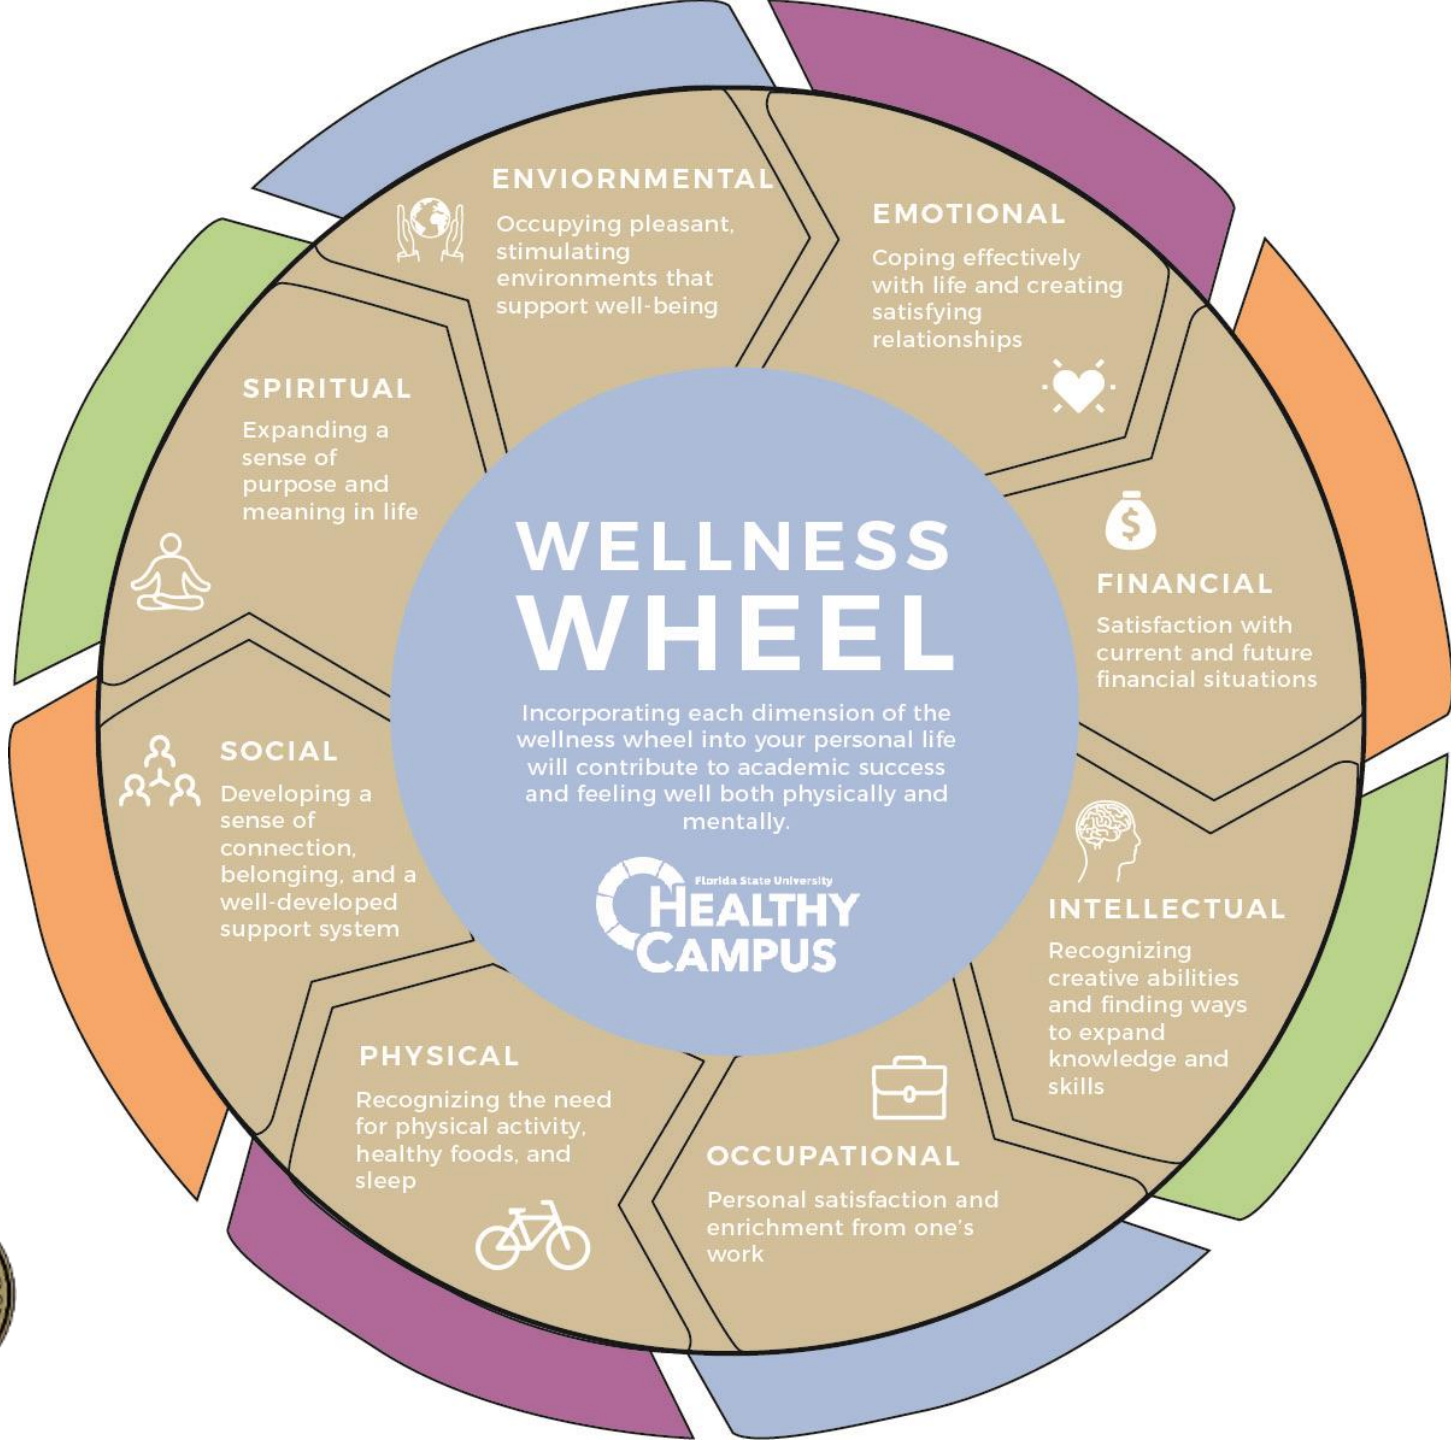 WELLNESS
WHEEL
Incorporating each dimension of the
wellness wheel into your personal life
will contribute to academic success
and feeling well both physically and
mentally.
Florida State University
HEALTHY
CAMPUS
ENVIORNMENTAL
Occupying pleasant,
stimulating
environments that
support well-being
EMOTIONAL
Coping effectively
with life and creating
satisfying
relationships
$
FINANCIAL
Satisfaction with
current and future
financial situations
INTELLECTUAL
Recognizing
creative abilities
and finding ways
to expand
knowledge and
skills
OCCUPATIONAL
Personal satisfaction and
enrichment from one's
work
PHYSICAL
Recognizing the need
for physical activity,
healthy foods, and
sleep
SOCIAL
Developing a
sense of
connection,
belonging, and a
well-developed
support system
SPIRITUAL
Expanding a
sense of
purpose and
meaning in life